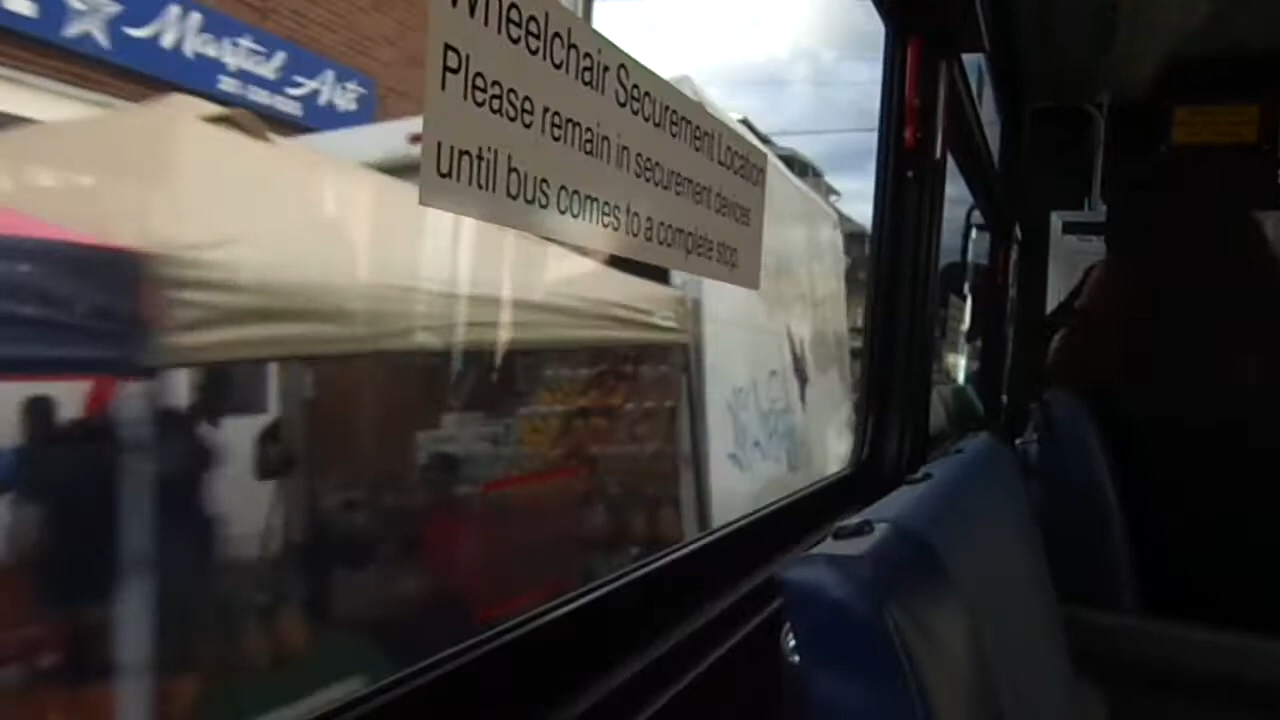 Martial Arts
Wheelchair Securement Location
Please remain in securement devices
until bus comes to a complete stop.